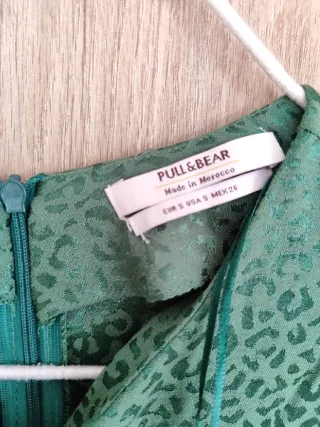 PULL&BEAR
Made in Morocco
EUR S USA S MEX 26